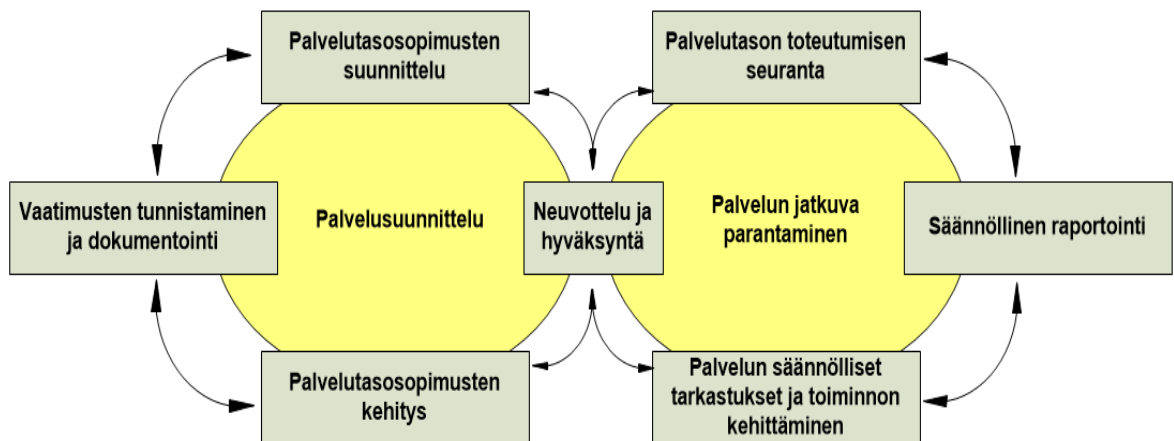 Palvelutasosopimusten
suunnittelu
Palvelutason toteutumisen
seuranta
Vaatimusten tunnistaminen
ja dokumentointi
Palvelusuunnittelu
Neuvottelu ja
hyväksyntä
Palvelun jatkuva
parantaminen
Säännöllinen raportointi
Palvelutasosopimusten
kehitys
Palvelun säännölliset
tarkastukset ja toiminnon
kehittäminen